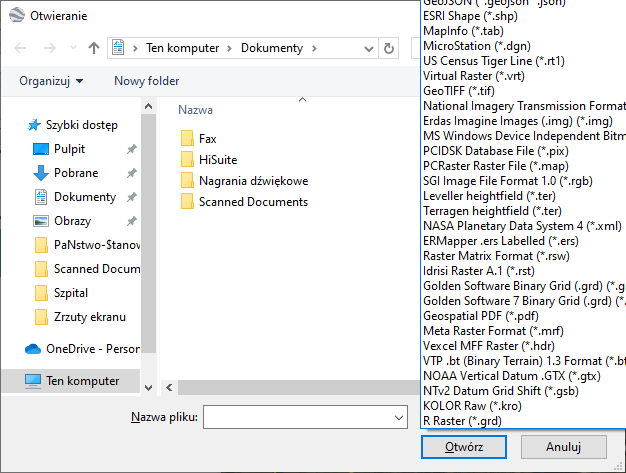 Otwieranie
Ten komputer
Dokumenty
Organizuj
Nowy folder
Szybki dostęp
Pulpit
Pobrane
Dokumenty
Obrazy
PaNstwo-$tanow
Scanned Docum
Szpital
Zrzuty ekranu
OneDrive - Person
Ten komputer
Nazwa
Fax
HiSuite
Nagrania dźwiękowe
Scanned Documents
GeoJSON (*.geojson *.json)
ESRI Shape (*.shp)
MapInfo (*.tab)
MicroStation (*.dgn)
US Census Tiger Line (*.rt1)
Virtual Raster (*.vrt)
GeoTIFF (*.tif)
National Imagery Transmission Format
Erdas Imagine Images (.img) (*.img)
MS Windows Device Independent Bitm
PCIDSK Database File (*.pix)
PCRaster Raster File (*.map)
SGI Image File Format 1.0 (*.rgb)
Leveller heightfield (*.ter)
Terragen heightfield (*.ter)
NASA Planetary Data System 4 (*.xml)
ERMapper .ers Labelled (*.ers)
Raster Matrix Format (*.rsw)
Idrisi Raster A.1 (*.rst)
Golden Software Binary Grid (.grd) (*.g
Golden Software 7 Binary Grid (.grd) (*.
Geospatial PDF (*.pdf)
Meta Raster Format (*.mrf)
Vexcel MFF Raster (*.hdr)
VTP .bt (Binary Terrain) 1.3 Format (*.bt
NOAA Vertical Datum .GTX (*.gtx)
NTv2 Datum Grid Shift (*.gsb)
KOLOR Raw (*.kro)
R Raster (*.grd)
Nazwa pliku:
Otwórz
Anuluj